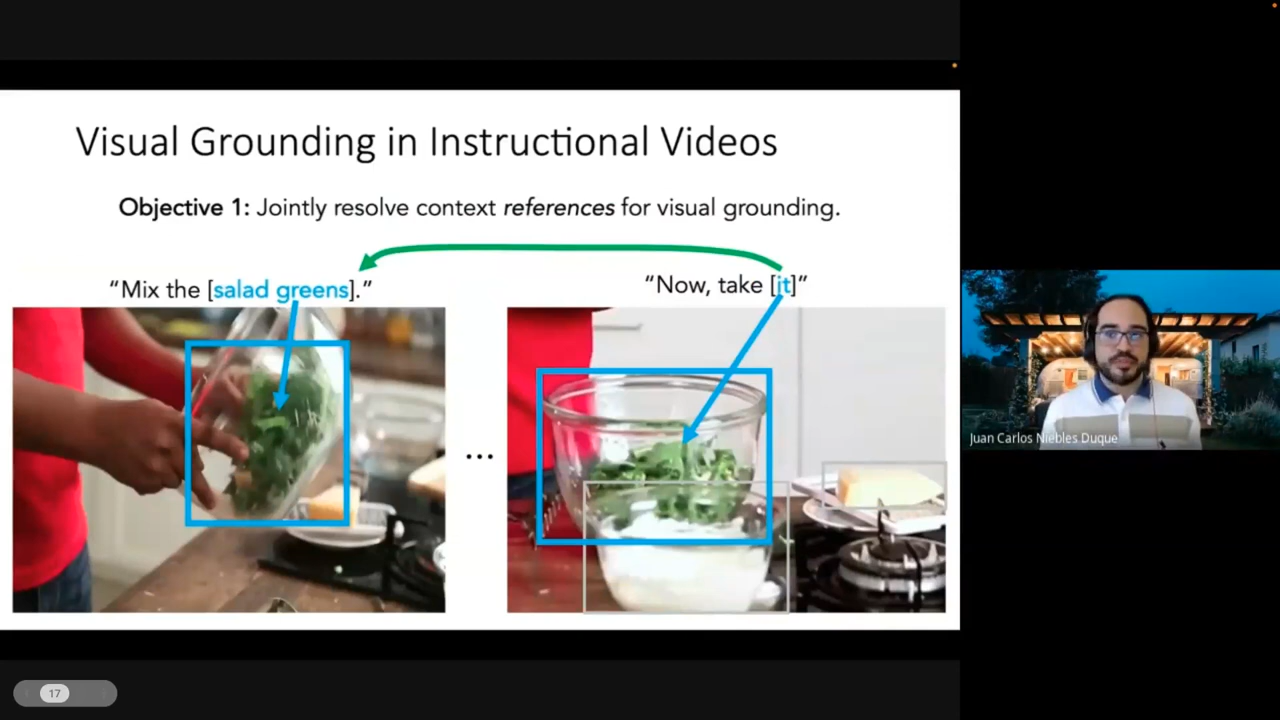 Visual Grounding in Instructional Videos
Objective 1: Jointly resolve context references for visual grounding.
“Mix the [salad greens].”
“Now, take [it]”
...
Juan Carlos Niebles Duque
17